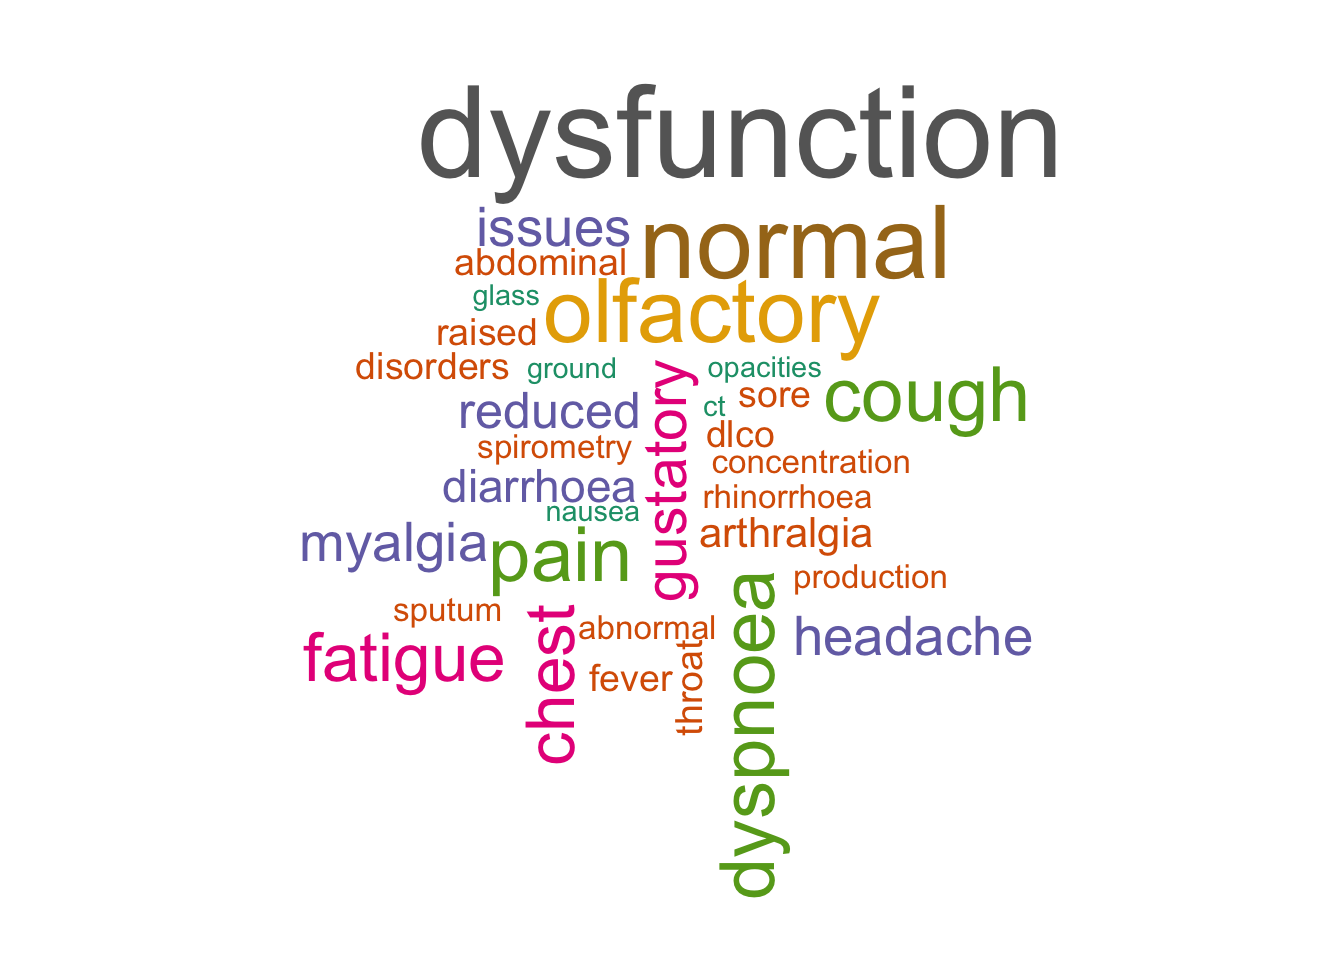 dysfunction
issues
normal
abdominal
glass
olfactory
raised
disorders
ground
opacities
cough
gustatory
reduced
ct
sore
spirometry
dlco
concentration
diarrhoea
rhinorrhoea
nausea
arthralgia
myalgia
pain
production
dyspnoea
sputum
chest
abnormal
headache
fatigue
fever
throat